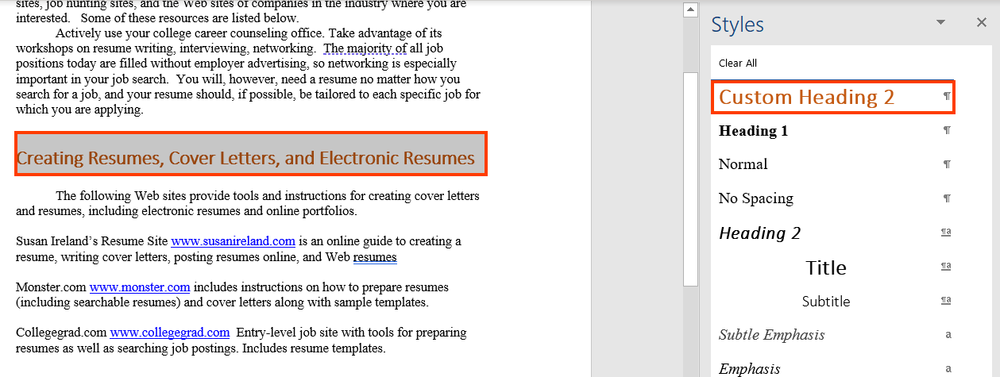 sites, job hunting sites, and the Web sites of companies in the industry where you are
interested.   Some of these resources are listed below.
Actively use your college career counseling office. Take advantage of its
workshops on resume writing, interviewing, networking.  The majority of all job
positions today are filled without employer advertising, so networking is especially
important in your job search.  You will, however, need a resume no matter how you
search for a job, and your resume should, if possible, be tailored to each specific job for
which you are applying.
Creating Resumes, Cover Letters, and Electronic Resumes
The following Web sites provide tools and instructions for creating cover letters
and resumes, including electronic resumes and online portfolios.
Susan Ireland’s Resume Site www.susanireland.com is an online guide to creating a
resume, writing cover letters, posting resumes online, and Web resumes
Monster.com www.monster.com includes instructions on how to prepare resumes
(including searchable resumes) and cover letters along with sample templates.
Collegegrad.com www.collegegrad.com  Entry-level job site with tools for preparing
resumes as well as searching job postings. Includes resume templates.
Styles
Clear All
Custom Heading 2 ¶
Heading 1 ¶
Normal ¶
No Spacing ¶
Heading 2 ¶a
Title ¶a
Subtitle ¶a
Subtle Emphasis a
Emphasis a